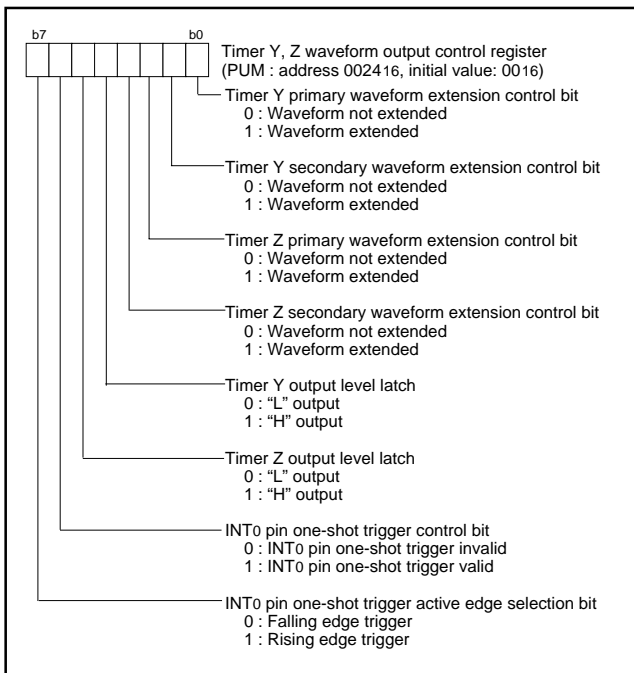 b7 b0
Timer Y, Z waveform output control register
(PUM : address 002416, initial value: 0016)
Timer Y primary waveform extension control bit
0 : Waveform not extended
1 : Waveform extended
Timer Y secondary waveform extension control bit
0 : Waveform not extended
1 : Waveform extended
Timer Z primary waveform extension control bit
0 : Waveform not extended
1 : Waveform extended
Timer Z secondary waveform extension control bit
0 : Waveform not extended
1 : Waveform extended
Timer Y output level latch
0 : “L” output
1 : “H” output
Timer Z output level latch
0 : “L” output
1 : “H” output
INT0 pin one-shot trigger control bit
0 : INT0 pin one-shot trigger invalid
1 : INT0 pin one-shot trigger valid
INT0 pin one-shot trigger active edge selection bit
0 : Falling edge trigger
1 : Rising edge trigger